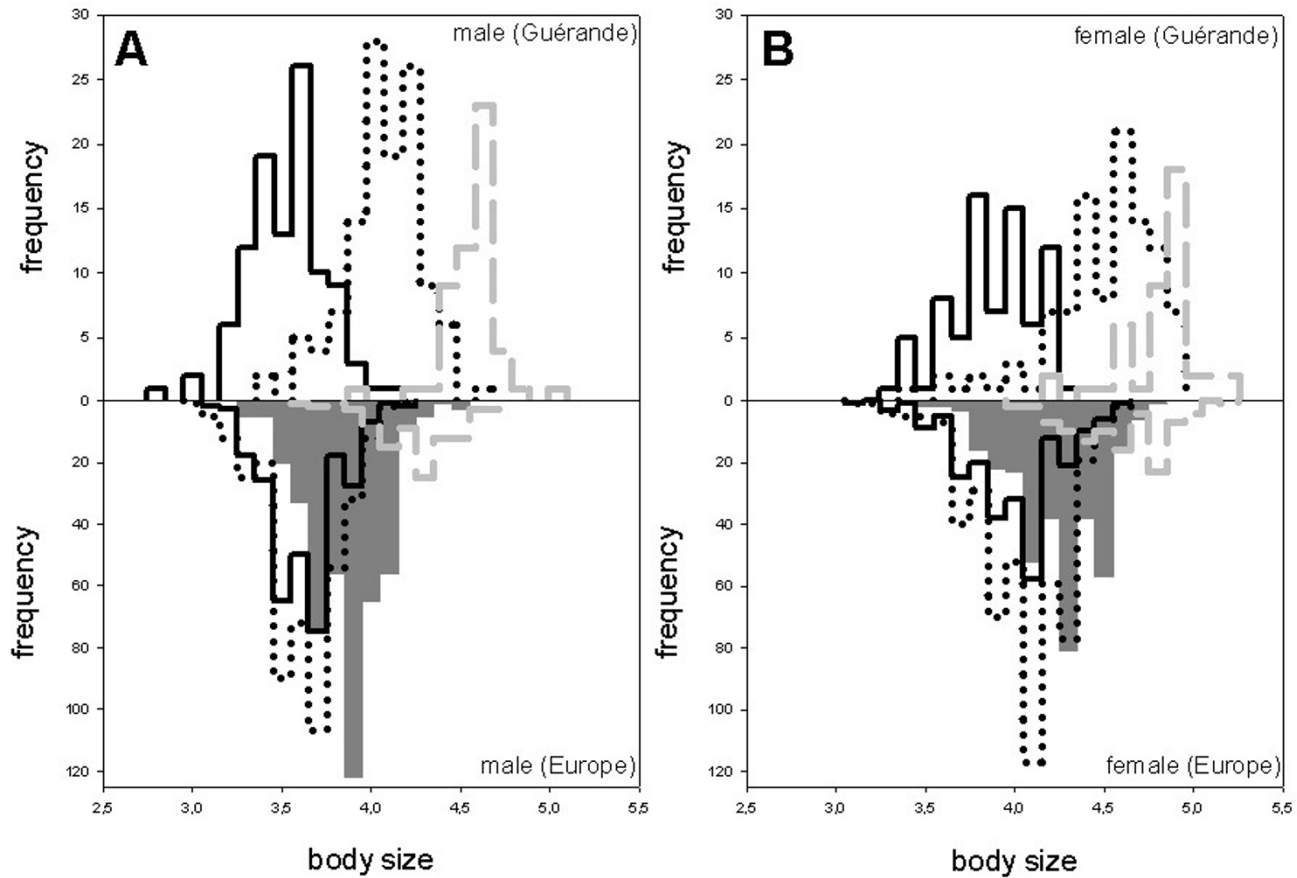 A
male (Guérande)
30
25
20
15
10
5
0
20
40
60
80
100
120
frequency
frequency
male (Europe)
2,5 3,0 3,5 4,0 4,5 5,0 5,5
body size
B
female (Guérande)
30
25
20
15
10
5
0
20
40
60
80
100
120
frequency
frequency
female (Europe)
2,5 3,0 3,5 4,0 4,5 5,0 5,5
body size